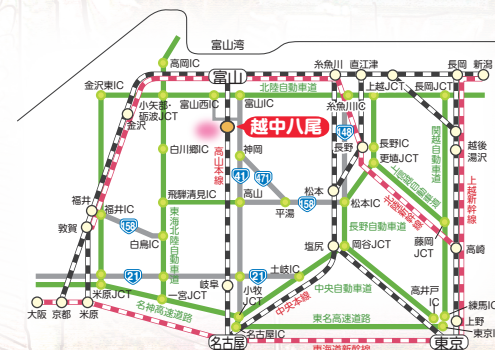 富山湾
高岡IC
糸魚川
直江津
長岡
新潟
富山
金沢東IC
北陸自動車道
上越JCT
長岡JCT
小矢部・
砺波JCT
富山西IC
富山IC
糸魚川IC
金沢
越中八尾
148
長野
長野IC
更埴JCT
関越自動車道
越後
湯沢
白川郷IC
高山本線
神岡
41
471
上信越自動車道
北陸新幹線
上越新幹線
福井
福井IC
飛騨清見IC
高山
平湯
158
松本
松本IC
敦賀
158
白鳥IC
東海北陸自動車道
長野自動車道
藤岡
JCT
高崎
塩尻
岡谷JCT
21
岐阜
21
土岐IC
米原JCT
一宮JCT
小牧
JCT
中央本線
中央自動車道
高井戸
IC
練馬IC
大阪
京都
米原
名神高速道路
名古屋
名古屋IC
東名高速道路
上野
東京
東京IC
東海道新幹線